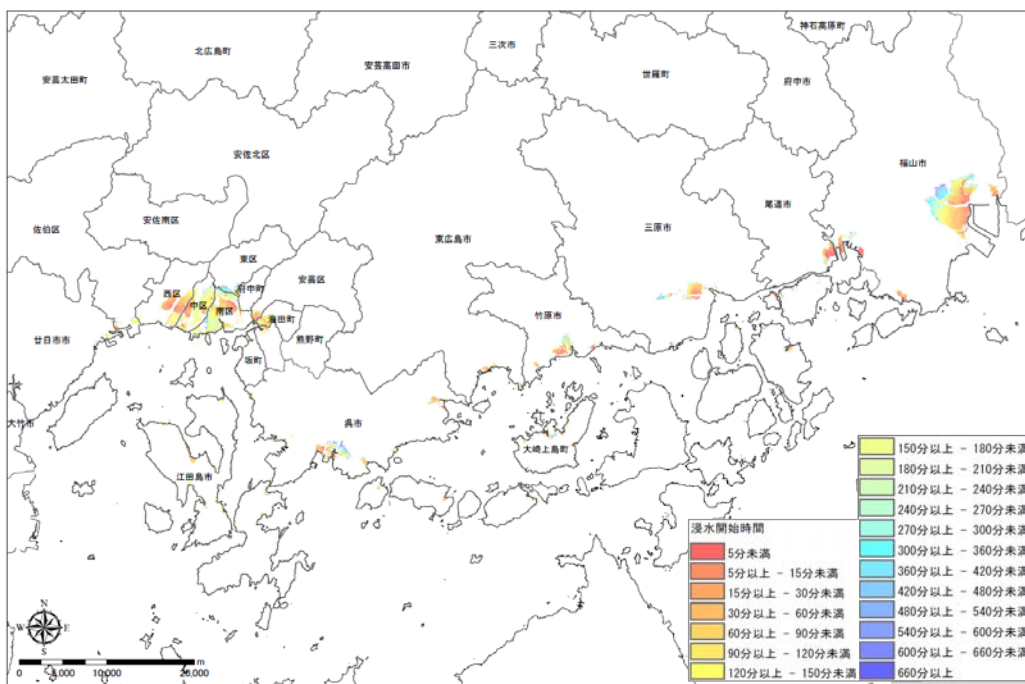 神石高原町
北広島町
三次市
安芸太田町
安芸高田市
世羅町
府中市
安佐北区
福山市
安佐南区
尾道市
佐伯区
三原市
東広島市
東区
安芸区
西区
府中町
中区
南区
海田町
竹原市
廿日市市
熊野町
坂町
大竹市
呉市
大崎上島町
江田島市
浸水開始時間
5分未満
5分以上 - 15分未満
15分以上 - 30分未満
30分以上 - 60分未満
60分以上 - 90分未満
90分以上 - 120分未満
120分以上 - 150分未満
150分以上 - 180分未満
180分以上 - 210分未満
210分以上 - 240分未満
240分以上 - 270分未満
270分以上 - 300分未満
300分以上 - 360分未満
360分以上 - 420分未満
420分以上 - 480分未満
480分以上 - 540分未満
540分以上 - 600分未満
600分以上 - 660分未満
660分以上
N
W E
S
0 5,000 10,000 20,000 m